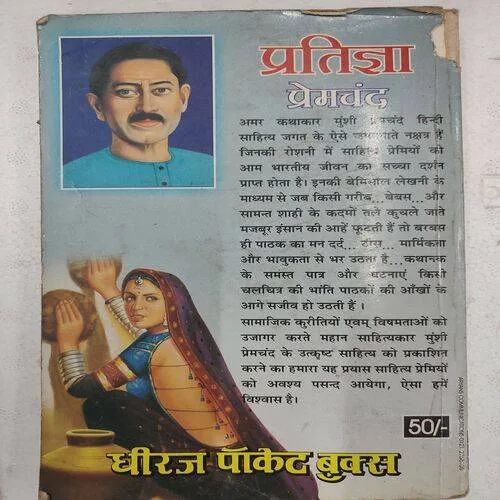 प्रतिज्ञा
प्रेमचंद
अमर कथाकार मुंशी प्रेमचंद हिन्दी
साहित्य जगत के ऐसे नक्षत्र हैं
जिनकी रोशनी में साहित्य प्रेमियों को
आम भारतीय जीवन का सच्चा दर्शन
प्राप्त होता है। इनकी बेमिसाल लेखनी के
माध्यम से जब किसी गरीब...बेबस...और
सामन्त शाही के कदमों तले कुचले जाते
मजबूर इंसान की आहें फूटती हैं तो बरबस
ही पाठक का मन दर्द... टीस... मार्मिकता
और भावुकता से भर उठता है...कथानक
के समस्त पात्र और घटनाएं किसी
चलचित्र की भांति पाठकों की आँखों के
आगे सजीव हो उठती हैं ।
सामाजिक कुरीतियों एवम् विषमताओं को
उजागर करते महान साहित्यकार मुंशी
प्रेमचंद के उत्कृष्ट साहित्य को प्रकाशित
करने का हमारा यह प्रयास साहित्य प्रेमियों
को अवश्य पसन्द आयेगा, ऐसा हमें
विश्वास है।
50/-
धीरज पॉकेट बुक्स